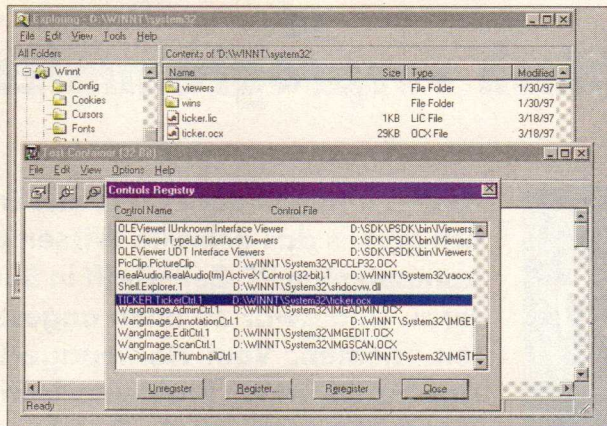 Exploring - D:\WINNT\system32
File Edit View Tools Help
All Folders Contents of 'D:\WINNT\system32'
Winnt
Config
Cookies
Cursors
Fonts
Name Size Type Modified
viewers File Folder 1/30/97
wins File Folder 1/30/97
ticker.lic 1KB LIC File 3/18/97
ticker.ocx 29KB OCX File 3/18/97
Test Container (32 Bit)
File Edit View Options Help
Controls Registry
Control Name Control File
OLEViewer IUnknown Interface Viewer D:\SDK\PSDK\bin\IViewers.
OLEViewer TypeLib Interface Viewers D:\SDK\PSDK\bin\IViewers.
OLEViewer UDT Interface Viewers D:\SDK\PSDK\bin\IViewers.
PicClip.PictureClip D:\WINNT\System32\PICCLP32.OCX
RealAudio.RealAudio(tm) ActiveX Control (32-bit).1 D:\WINNT\System32\raocx
Shell.Explorer.1 D:\WINNT\System32\shdocvw.dll
TICKER.TickerCtrl.1 D:\WINNT\System32\ticker.ocx
WangImage.AdminCtrl.1 D:\WINNT\System32\IMGADMIN.OCX
WangImage.AnnotationCtrl.1 D:\WINNT\System32\IMGE
WangImage.EditCtrl.1 D:\WINNT\System32\IMGEDIT.OCX
WangImage.ScanCtrl.1 D:\WINNT\System32\IMGSCAN.OCX
WangImage.ThumbnailCtrl.1 D:\WINNT\System32\IMGT
Unregister Register... Reregister Close
Ready